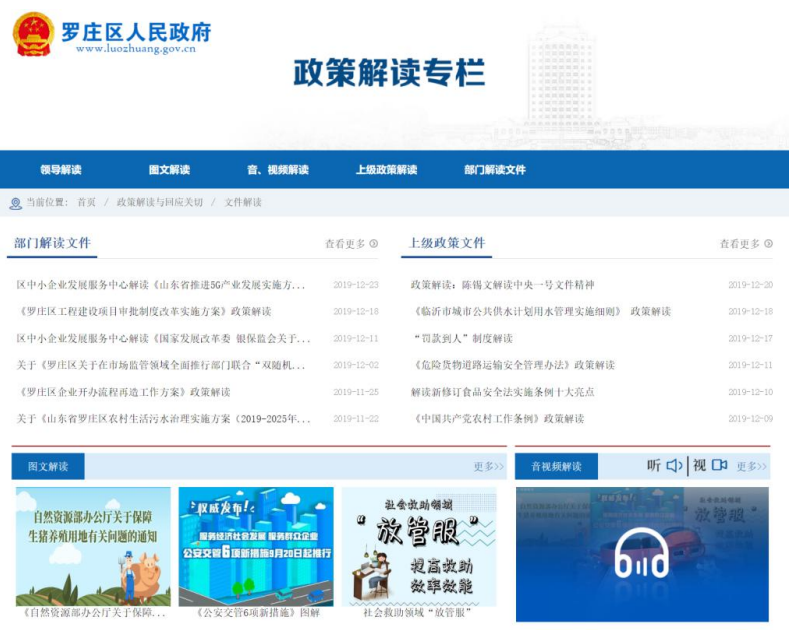 罗庄区人民政府
www.luozhuang.gov.cn
政策解读专栏
领导解读 图文解读 音、视频解读 上级政策解读 部门解读文件
当前位置: 首页 / 政策解读与回应关切 / 文件解读
部门解读文件 查看更多
区中小企业发展服务中心解读《山东省推进5G产业发展实施方... 2019-12-23
《罗庄区工程建设项目审批制度改革实施方案》政策解读 2019-12-18
区中小企业发展服务中心解读《国家发展改革委 银保监会关于... 2019-12-11
关于《罗庄区关于在市场监管领域全面推行部门联合“双随机... 2019-12-02
《罗庄区企业开办流程再造工作方案》政策解读 2019-11-25
关于《山东省罗庄区农村生活污水治理实施方案（2019-2025年... 2019-11-22
上级政策文件 查看更多
政策解读：陈锡文解读中央一号文件精神 2019-12-20
《临沂市城市公共供水计划用水管理实施细则》 政策解读 2019-12-18
“罚款到人”制度解读 2019-12-17
《危险货物道路运输安全管理办法》政策解读 2019-12-11
解读新修订食品安全法实施条例十大亮点 2019-12-10
《中国共产党农村工作条例》政策解读 2019-12-09
图文解读 更多>>
自然资源部办公厅关于保障
生猪养殖用地有关问题的通知
《自然资源部办公厅关于保障...
权威发布!
服务经济社会发展 服务群众企业
公安交管6项新措施9月20日起推行
《公安交管6项新措施》图解
社会救助领域
“放管服”
提高救助
效率效能
社会救助领域“放管服”
音视频解读 听 视 更多>>